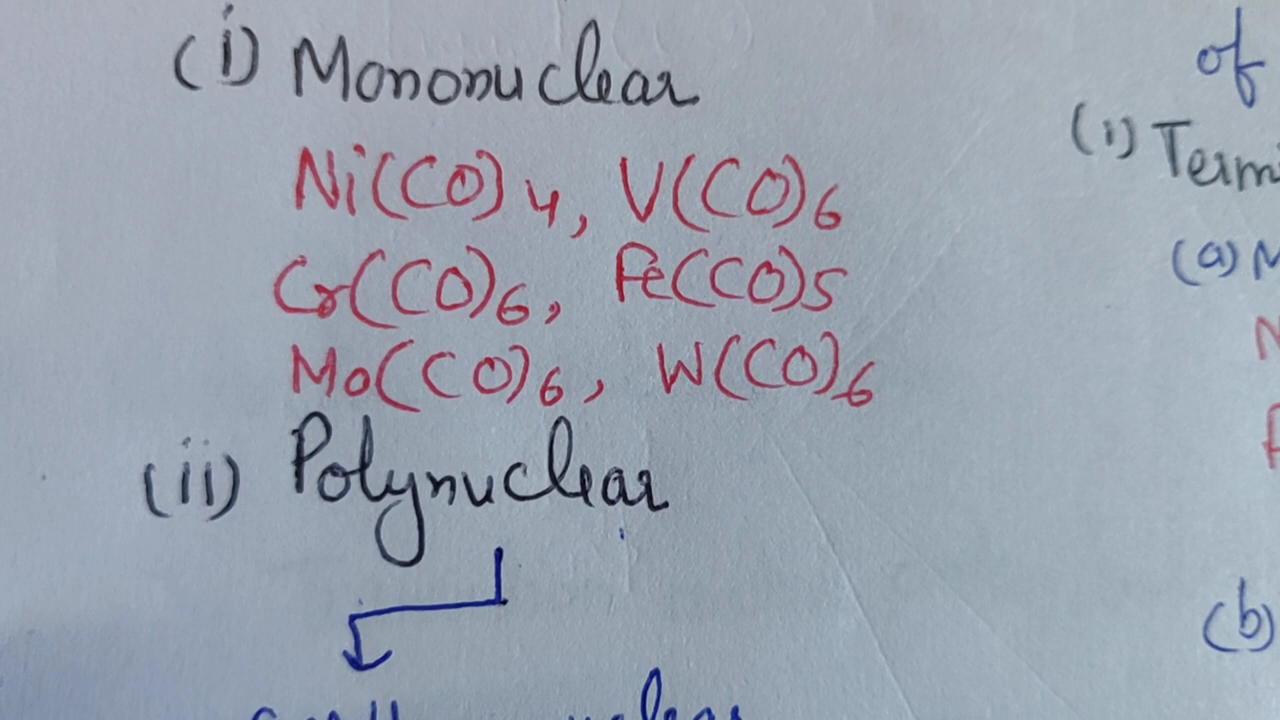 (i) Mononuclear
Ni(CO)4, V(CO)6
Cr(CO)6, Fe(CO)5
Mo(CO)6, W(CO)6
(ii) Polynuclear
of
(i)
(a)
(b)